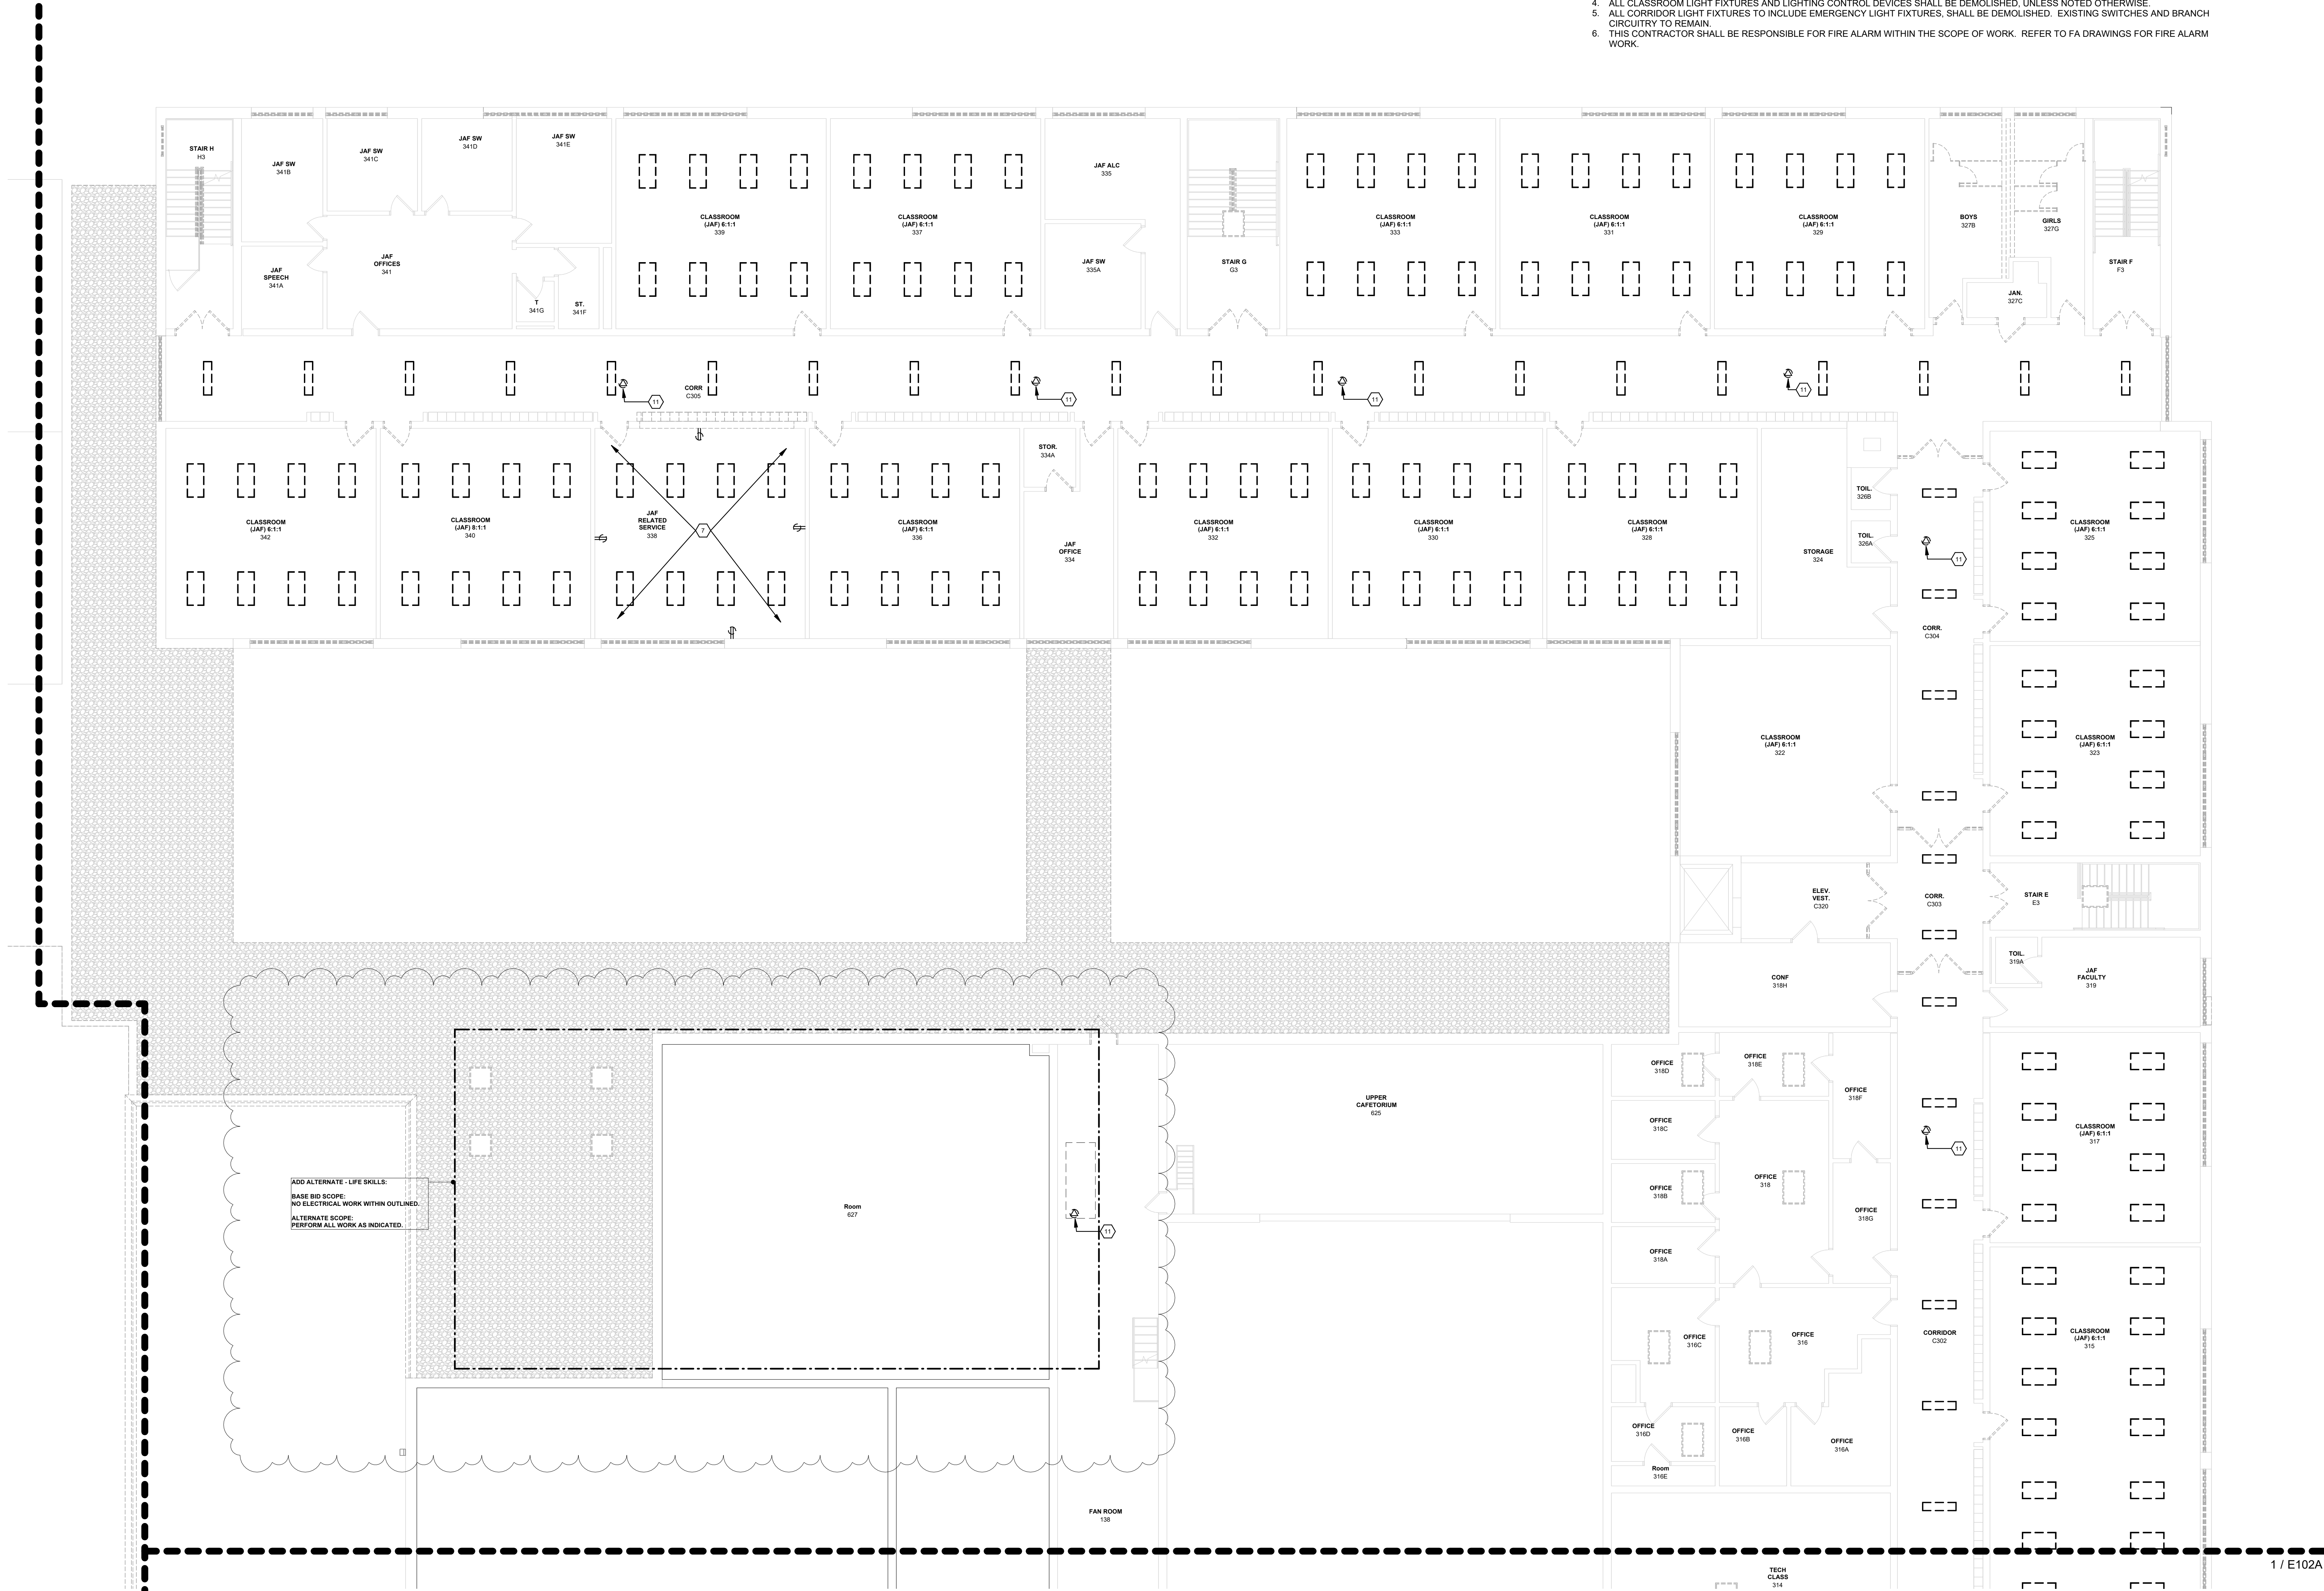 4. ALL CLASSROOM LIGHT FIXTURES AND LIGHTING CONTROL DEVICES SHALL BE DEMOLISHED, UNLESS NOTED OTHERWISE.
5. ALL CORRIDOR LIGHT FIXTURES TO INCLUDE EMERGENCY LIGHT FIXTURES, SHALL BE DEMOLISHED. EXISTING SWITCHES AND BRANCH
CIRCUITRY TO REMAIN.
6. THIS CONTRACTOR SHALL BE RESPONSIBLE FOR FIRE ALARM WITHIN THE SCOPE OF WORK. REFER TO FA DRAWINGS FOR FIRE ALARM
WORK.
STAIR H
H3
JAF SW
341B
JAF SW
341C
JAF SW
341D
JAF SW
341E
JAF
SPEECH
341A
JAF
OFFICES
341
T
341G
ST.
341F
CLASSROOM
(JAF) 6:1:1
339
CLASSROOM
(JAF) 6:1:1
337
JAF ALC
335
JAF SW
335A
STAIR G
G3
CLASSROOM
(JAF) 6:1:1
333
CLASSROOM
(JAF) 6:1:1
331
CLASSROOM
(JAF) 6:1:1
329
BOYS
327B
GIRLS
327G
JAN.
327C
STAIR F
F3
CORR
C305
11
11
11
11
CLASSROOM
(JAF) 6:1:1
342
CLASSROOM
(JAF) 8:1:1
340
JAF
RELATED
SERVICE
338
7
CLASSROOM
(JAF) 6:1:1
336
STOR.
334A
JAF
OFFICE
334
CLASSROOM
(JAF) 6:1:1
332
CLASSROOM
(JAF) 6:1:1
330
CLASSROOM
(JAF) 6:1:1
328
STORAGE
324
TOIL.
326B
TOIL.
326A
11
CORR.
C304
CLASSROOM
(JAF) 6:1:1
325
CLASSROOM
(JAF) 6:1:1
322
CLASSROOM
(JAF) 6:1:1
323
ELEV.
VEST.
C320
CORR.
C303
STAIR E
E3
CONF
318H
TOIL.
319A
JAF
FACULTY
319
UPPER
CAFETORIUM
625
OFFICE
318D
OFFICE
318E
OFFICE
318F
OFFICE
318C
OFFICE
318B
OFFICE
318
OFFICE
318G
OFFICE
318A
11
CLASSROOM
(JAF) 6:1:1
317
ADD ALTERNATE - LIFE SKILLS:
BASE BID SCOPE:
NO ELECTRICAL WORK WITHIN OUTLINED.
ALTERNATE SCOPE:
PERFORM ALL WORK AS INDICATED.
Room
627
11
OFFICE
316C
OFFICE
316
CORRIDOR
C302
CLASSROOM
(JAF) 6:1:1
315
OFFICE
316D
OFFICE
316B
OFFICE
316A
Room
316E
FAN ROOM
138
TECH
CLASS
314
1 / E102A